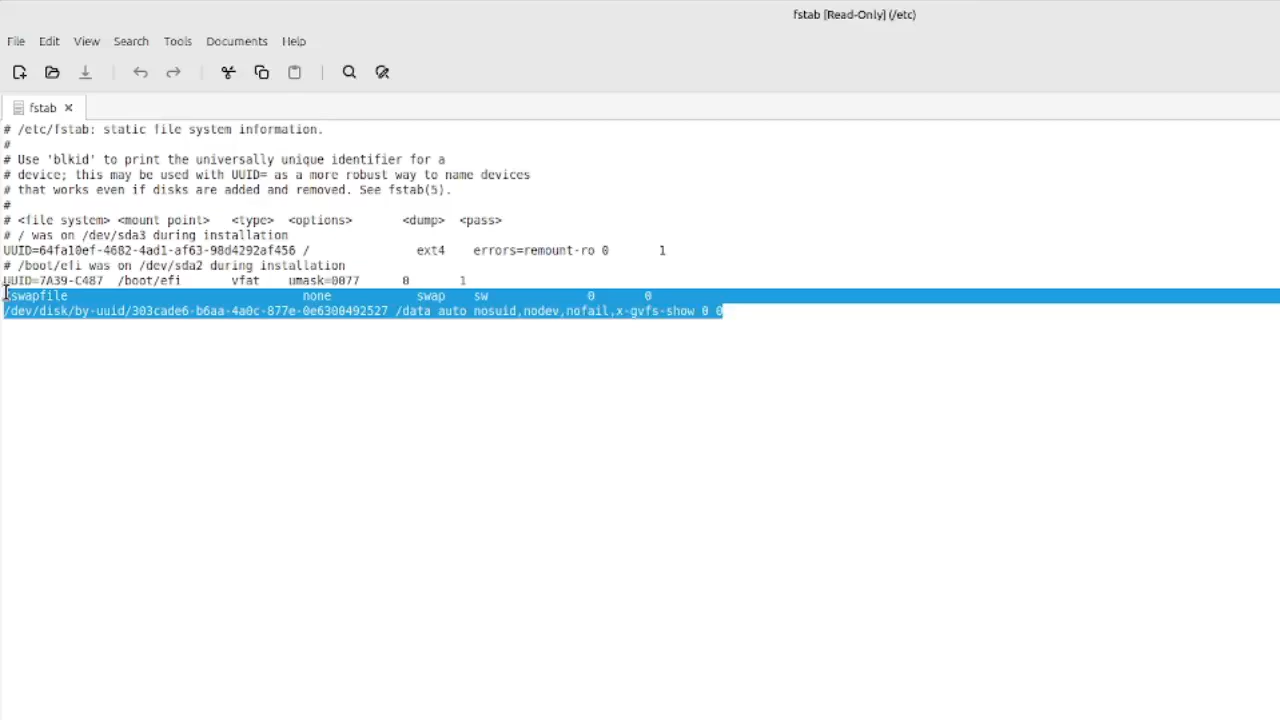 fstab [Read-Only] (/etc)
File Edit View Search Tools Documents Help
fstab
# /etc/fstab: static file system information.
#
# Use 'blkid' to print the universally unique identifier for a
# device; this may be used with UUID= as a more robust way to name devices
# that works even if disks are added and removed. See fstab(5).
#
# <file system> <mount point>   <type>  <options>       <dump>  <pass>
# / was on /dev/sda3 during installation
UUID=64fa10ef-4682-4ad1-af63-98d4292af456 /               ext4    errors=remount-ro 0       1
# /boot/efi was on /dev/sda2 during installation
UUID=7A39-C487  /boot/efi       vfat    umask=0077      0       1
/swapfile                                 none            swap    sw              0       0
/dev/disk/by-uuid/303cade6-b6aa-4a0c-877e-0e6300492527 /data auto nosuid,nodev,nofail,x-gvfs-show 0 0